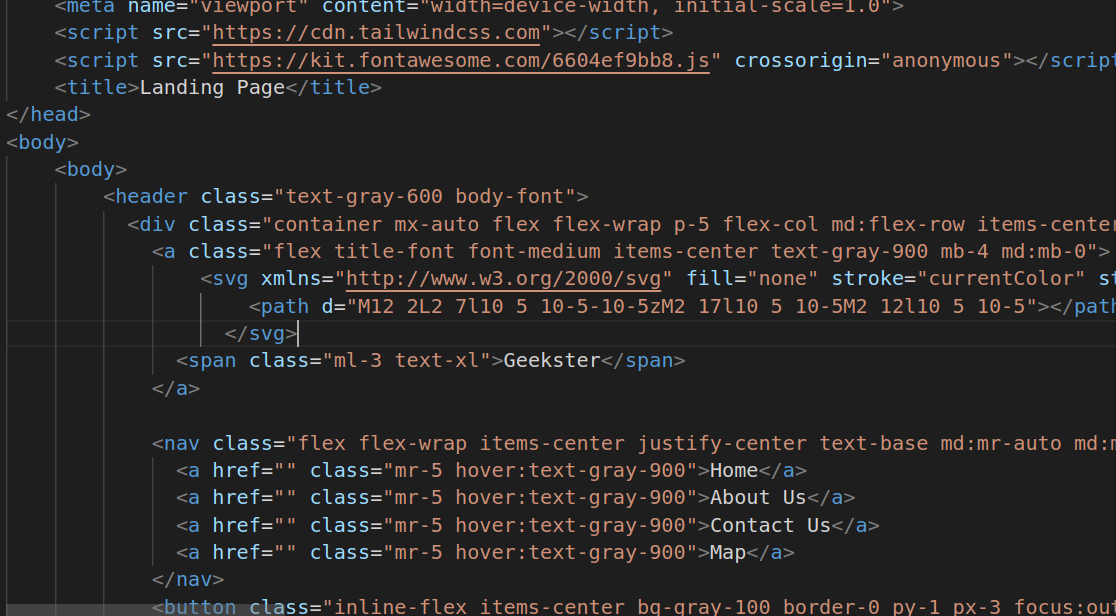 <meta name="viewport" content="width=device-width, initial-scale=1.0">
<script src="https://cdn.tailwindcss.com"></script>
<script src="https://kit.fontawesome.com/6604ef9bb8.js" crossorigin="anonymous"></script
<title>Landing Page</title>
</head>
<body>
<body>
<header class="text-gray-600 body-font">
<div class="container mx-auto flex flex-wrap p-5 flex-col md:flex-row items-center
<a class="flex title-font font-medium items-center text-gray-900 mb-4 md:mb-0">
<svg xmlns="http://www.w3.org/2000/svg" fill="none" stroke="currentColor" st
<path d="M12 2L2 7l10 5 10-5-10-5zM2 17l10 5 10-5M2 12l10 5 10-5"></path
</svg>
<span class="ml-3 text-xl">Geekster</span>
</a>
<nav class="flex flex-wrap items-center justify-center text-base md:mr-auto md:m
<a href="" class="mr-5 hover:text-gray-900">Home</a>
<a href="" class="mr-5 hover:text-gray-900">About Us</a>
<a href="" class="mr-5 hover:text-gray-900">Contact Us</a>
<a href="" class="mr-5 hover:text-gray-900">Map</a>
</nav>
<button class="inline-flex items-center bg-gray-100 border-0 py-1 px-3 focus:ou